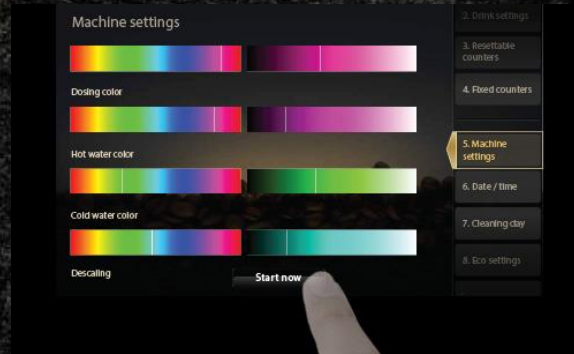 Machine settings
Dosing color
Hot water color
Cold water color
Descaling
Start now
2. Drink settings
3. Resettable
counters
4. Fixed counters
5. Machine
settings
6. Date / time
7. Cleaning day
8. Eco settings